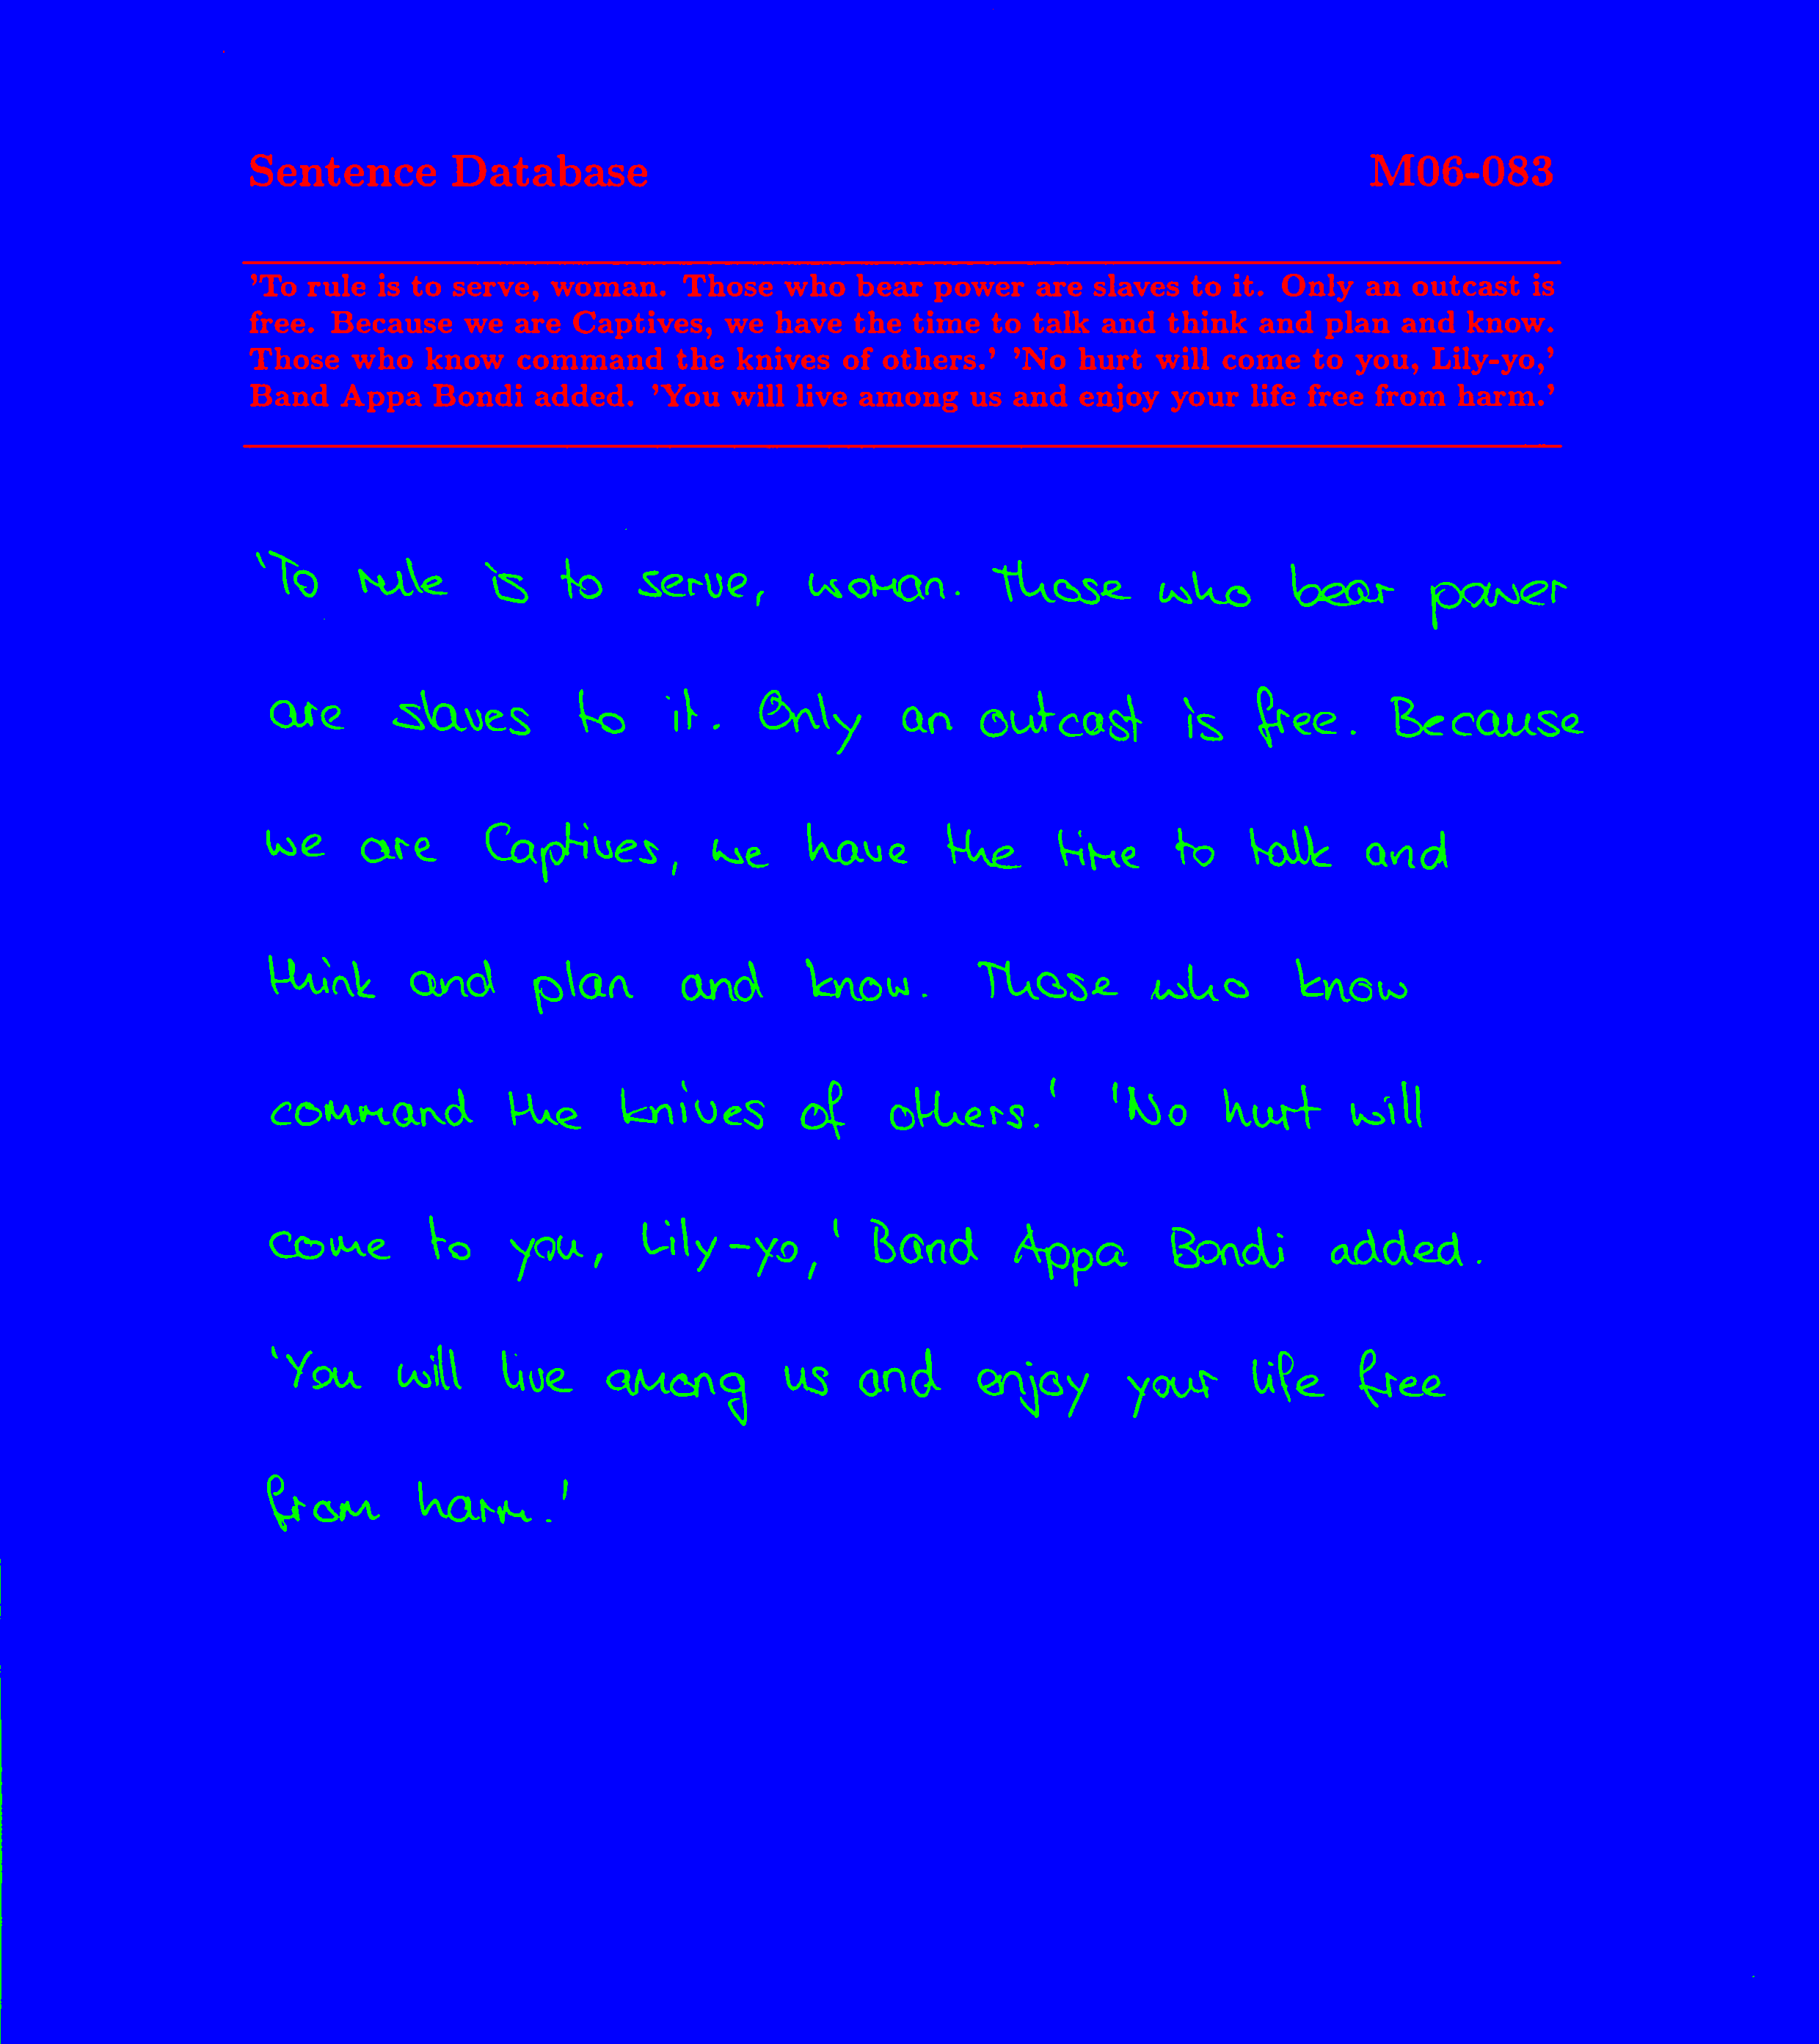 Sentence Database M06-083
'To rule is to serve, woman. Those who bear power are slaves to it. Only an outcast is
free. Because we are Captives, we have the time to talk and think and plan and know.
Those who know command the knives of others.' 'No hurt will come to you, Lily-yo,'
Band Appa Bondi added. 'You will live among us and enjoy your life free from harm.'
'To rule is to serve, woman. Those who bear power
are slaves to it. Only an outcast is free. Because
we are Captives, we have the time to talk and
think and plan and know. Those who know
command the knives of others.' 'No hurt will
come to you, Lily-yo,' Band Appa Bondi added.
'You will live among us and enjoy your life free
from harm.'